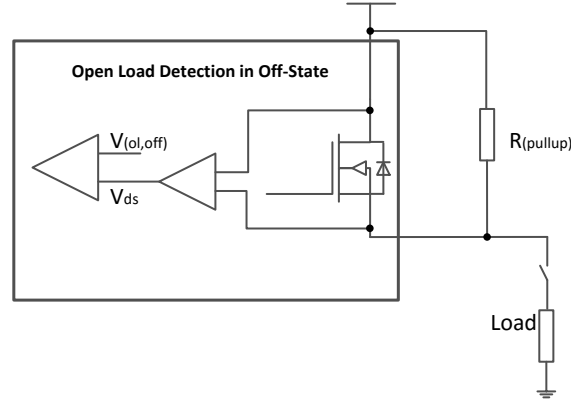 Open Load Detection in Off-State
V(ol,off)
Vds
R(pullup)
Load